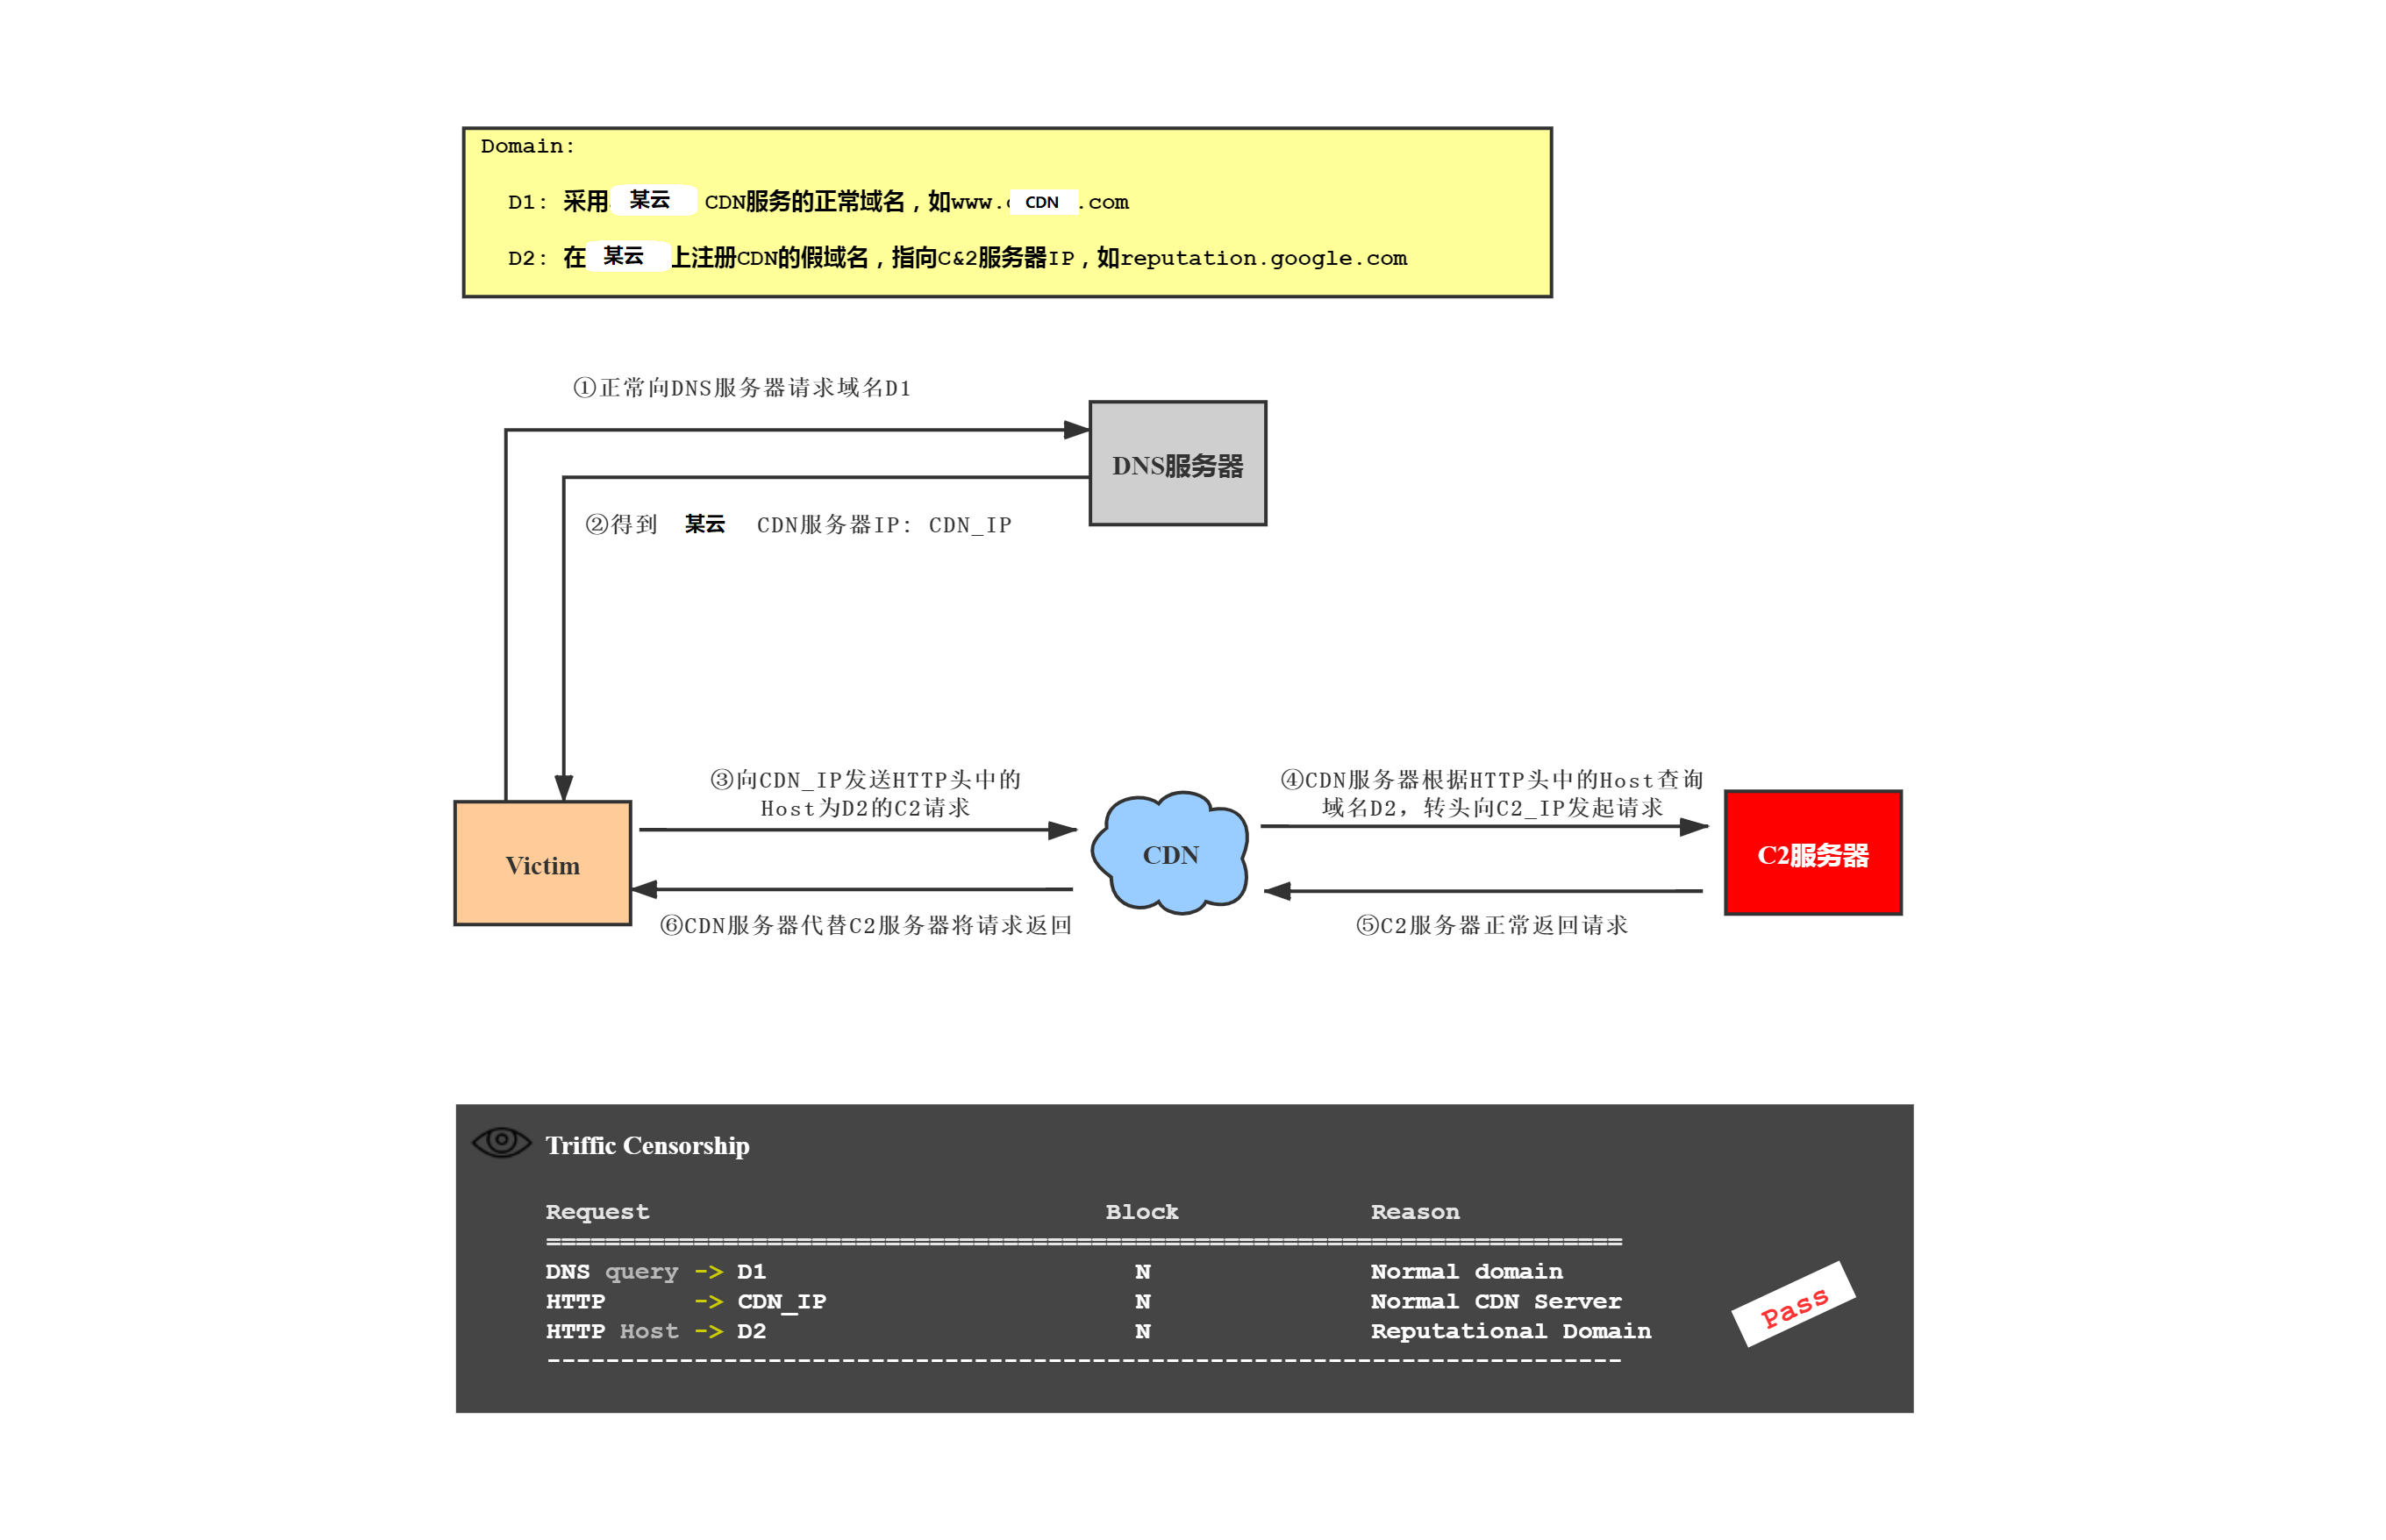 Domain:
D1: 采用 某云 CDN服务的正常域名，如www. CDN .com
D2: 在 某云 上注册CDN的假域名，指向C&2服务器IP，如reputation.google.com
①正常向DNS服务器请求域名D1
DNS服务器
②得到 某云 CDN服务器IP: CDN_IP
③向CDN_IP发送HTTP头中的
Host为D2的C2请求
④CDN服务器根据HTTP头中的Host查询
域名D2，转头向C2_IP发起请求
Victim
CDN
C2服务器
⑥CDN服务器代替C2服务器将请求返回
⑤C2服务器正常返回请求
Triffic Censorship
Request Block Reason
=========================================================================
DNS query -> D1 N Normal domain
HTTP -> CDN_IP N Normal CDN Server
HTTP Host -> D2 N Reputational Domain
-------------------------------------------------------------------------
Pass